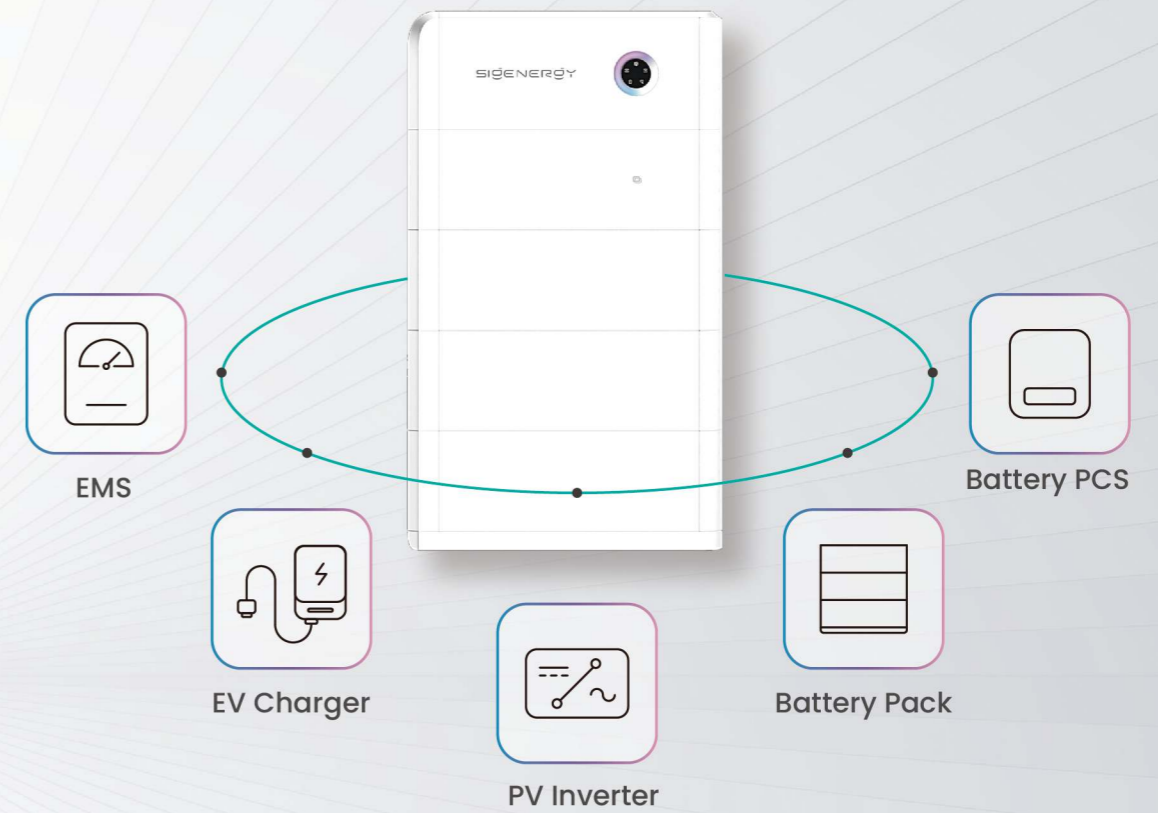 SIGENERGY
EMS
Battery PCS
EV Charger
Battery Pack
PV Inverter